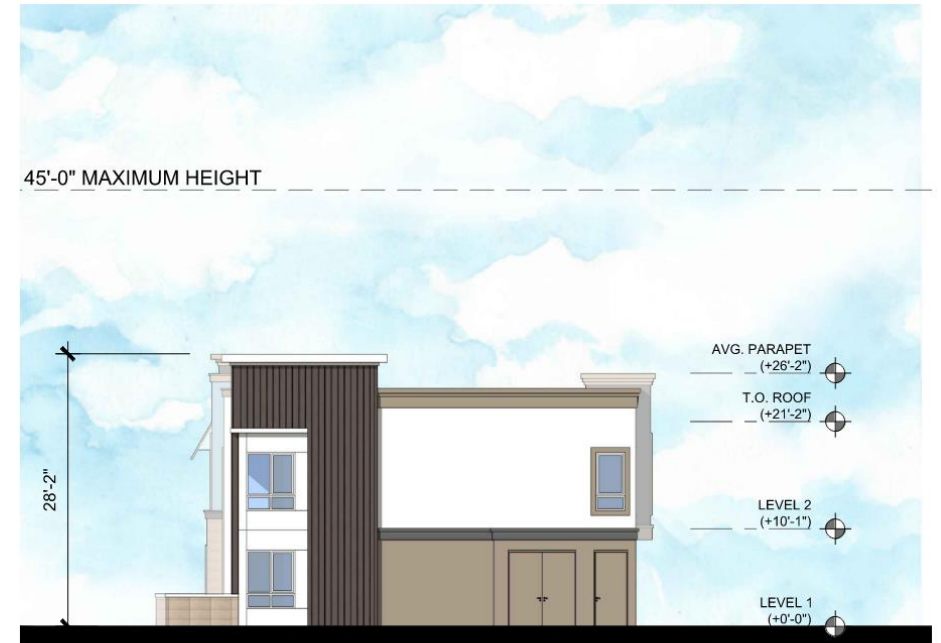 45'-0" MAXIMUM HEIGHT
AVG. PARAPET
(+26'-2")
T.O. ROOF
(+21'-2")
28'-2"
LEVEL 2
(+10'-1")
LEVEL 1
(+0'-0")